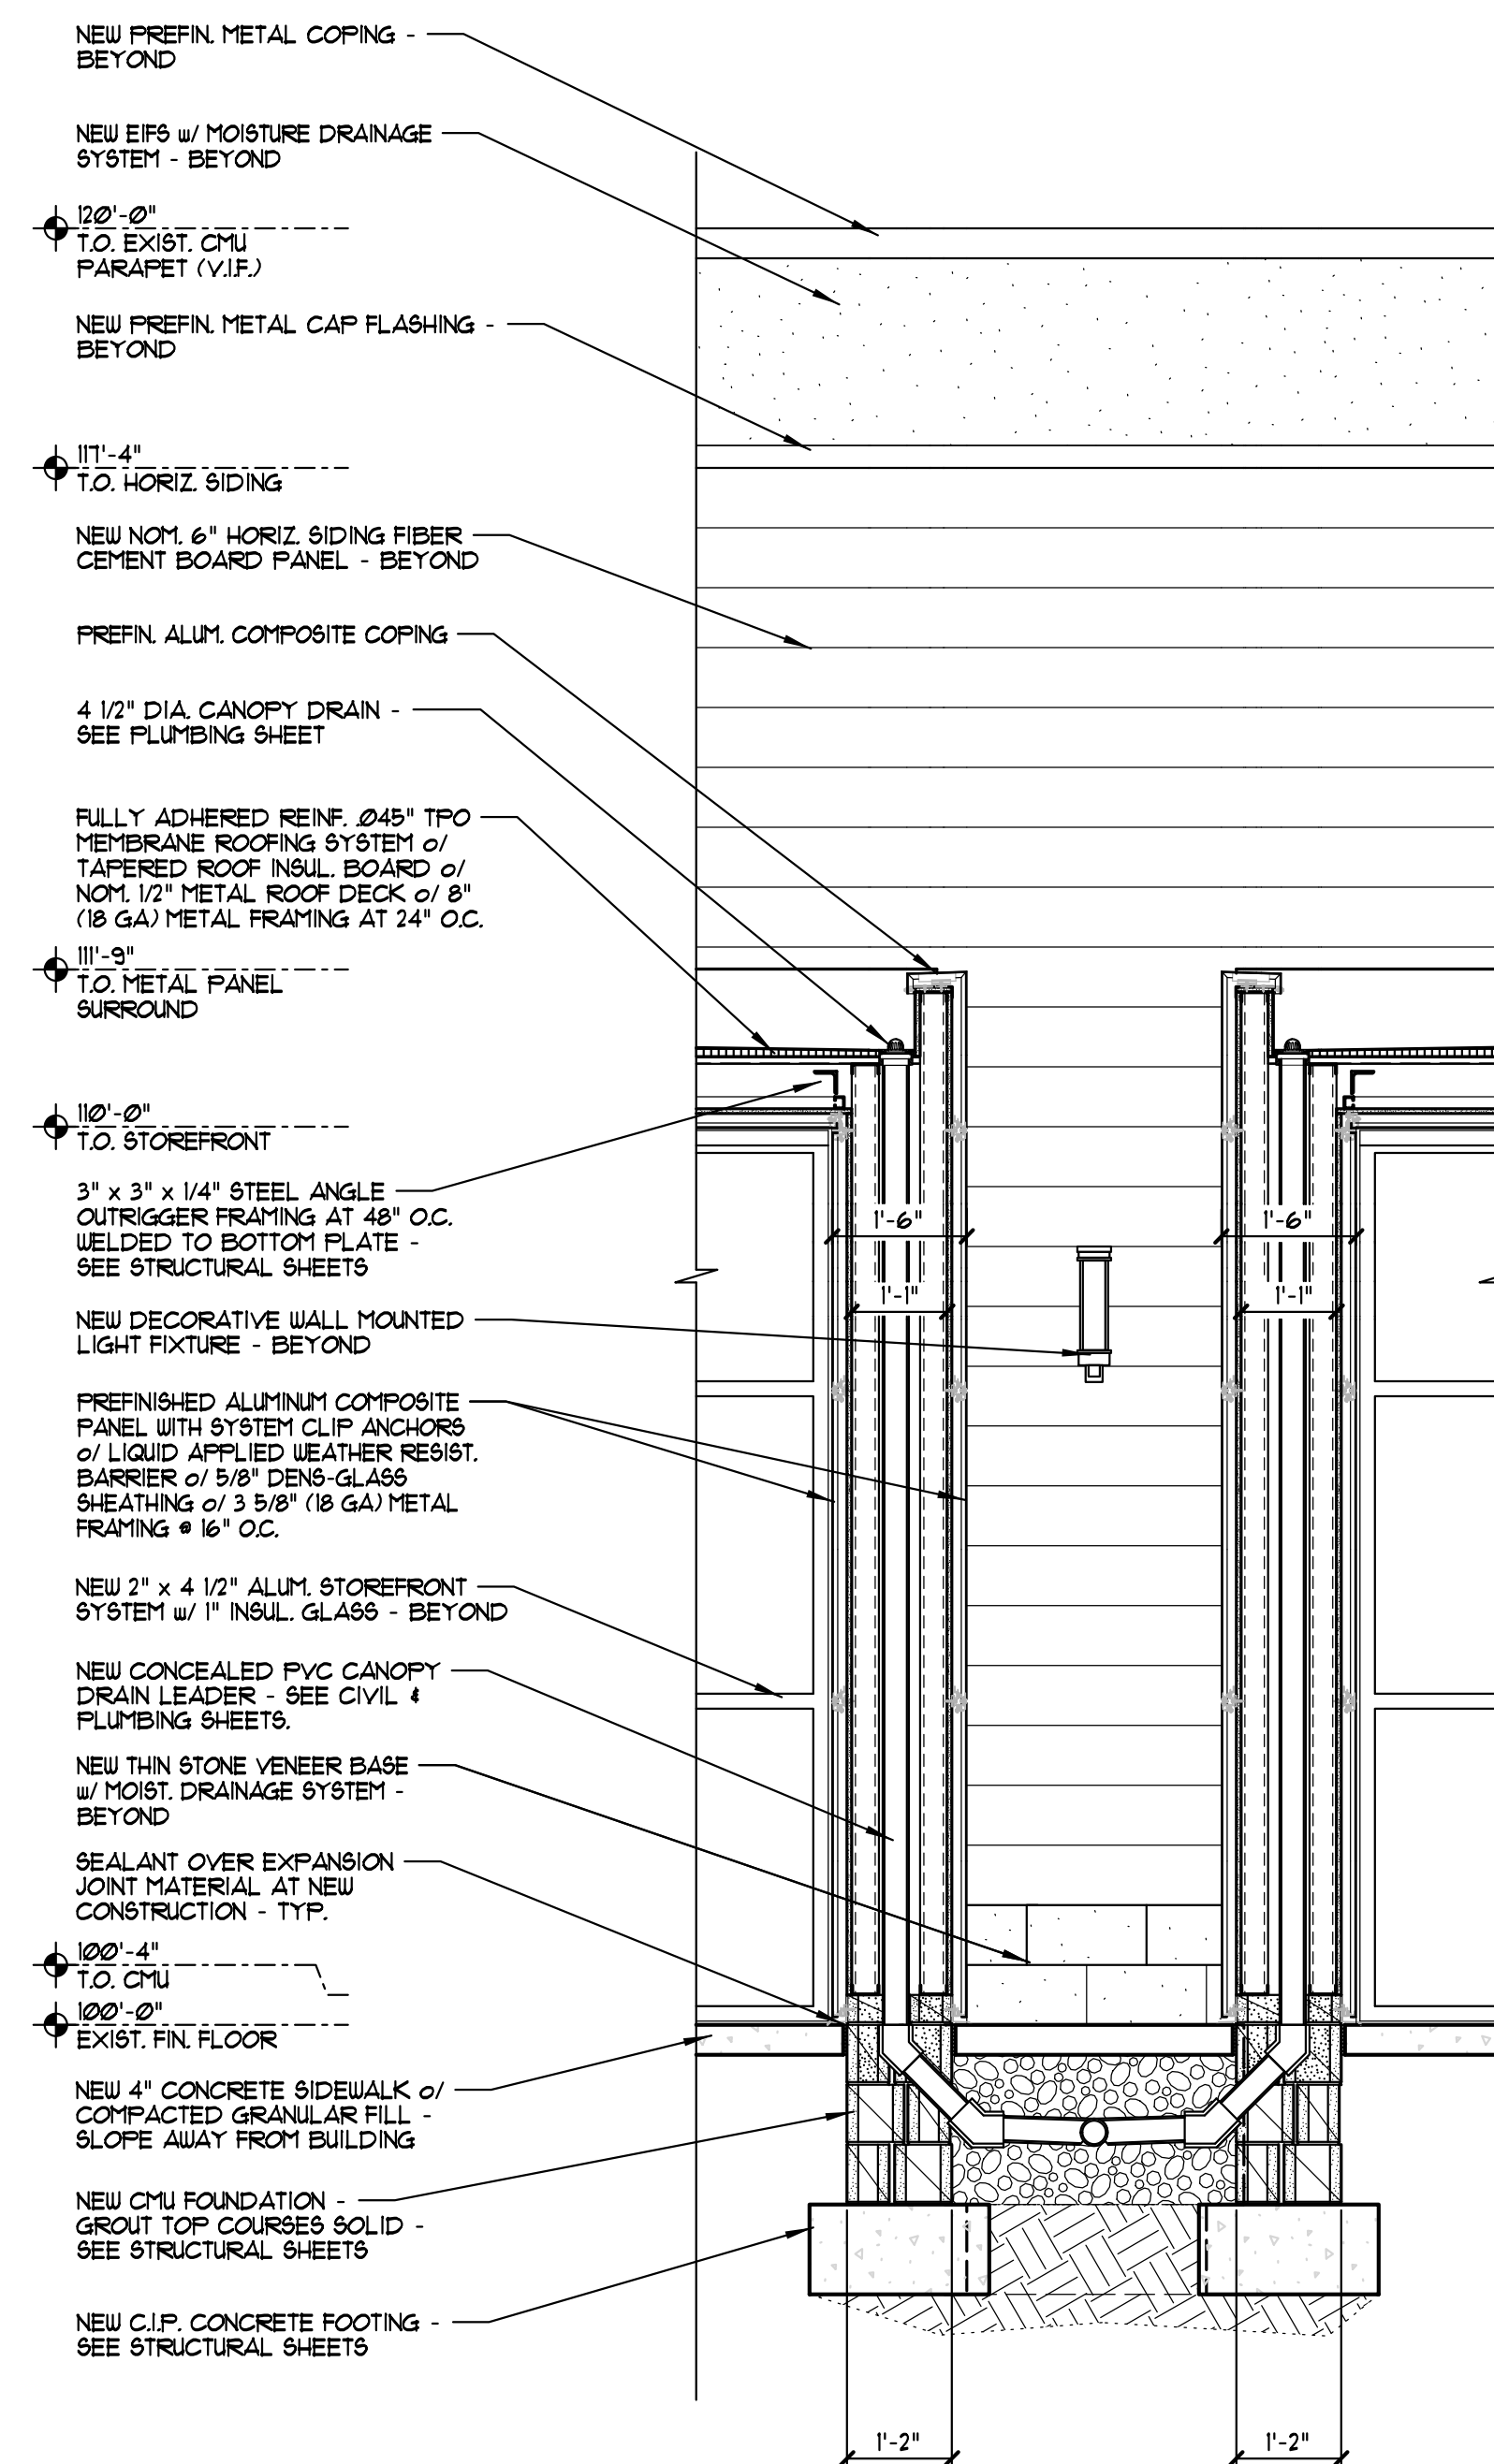 NEW PREFIN. METAL COPING -
BEYOND
NEW EIFS w/ MOISTURE DRAINAGE
SYSTEM - BEYOND
120'-0"
T.O. EXIST. CMU
PARAPET (V.I.F.)
NEW PREFIN. METAL CAP FLASHING -
BEYOND
117'-4"
T.O. HORIZ. SIDING
NEW NOM. 6" HORIZ. SIDING FIBER
CEMENT BOARD PANEL - BEYOND
PREFIN. ALUM. COMPOSITE COPING
4 1/2" DIA. CANOPY DRAIN -
SEE PLUMBING SHEET
FULLY ADHERED REINF. .045" TPO
MEMBRANE ROOFING SYSTEM o/
TAPERED ROOF INSUL. BOARD o/
NOM. 1/2" METAL ROOF DECK o/ 8"
(18 GA) METAL FRAMING AT 24" O.C.
111'-9"
T.O. METAL PANEL
SURROUND
110'-0"
T.O. STOREFRONT
3" x 3" x 1/4" STEEL ANGLE
OUTRIGGER FRAMING AT 48" O.C.
WELDED TO BOTTOM PLATE -
SEE STRUCTURAL SHEETS
1'-6"
1'-6"
1'-1"
1'-1"
NEW DECORATIVE WALL MOUNTED
LIGHT FIXTURE - BEYOND
PREFINISHED ALUMINUM COMPOSITE
PANEL WITH SYSTEM CLIP ANCHORS
o/ LIQUID APPLIED WEATHER RESIST.
BARRIER o/ 5/8" DENS-GLASS
SHEATHING o/ 3 5/8" (18 GA) METAL
FRAMING @ 16" O.C.
NEW 2" x 4 1/2" ALUM. STOREFRONT
SYSTEM w/ 1" INSUL. GLASS - BEYOND
NEW CONCEALED PVC CANOPY
DRAIN LEADER - SEE CIVIL &
PLUMBING SHEETS.
NEW THIN STONE VENEER BASE
w/ MOIST. DRAINAGE SYSTEM -
BEYOND
SEALANT OVER EXPANSION
JOINT MATERIAL AT NEW
CONSTRUCTION - TYP.
100'-4"
T.O. CMU
100'-0"
EXIST. FIN. FLOOR
NEW 4" CONCRETE SIDEWALK o/
COMPACTED GRANULAR FILL -
SLOPE AWAY FROM BUILDING
NEW CMU FOUNDATION -
GROUT TOP COURSES SOLID -
SEE STRUCTURAL SHEETS
NEW C.I.P. CONCRETE FOOTING -
SEE STRUCTURAL SHEETS
1'-2"
1'-2"